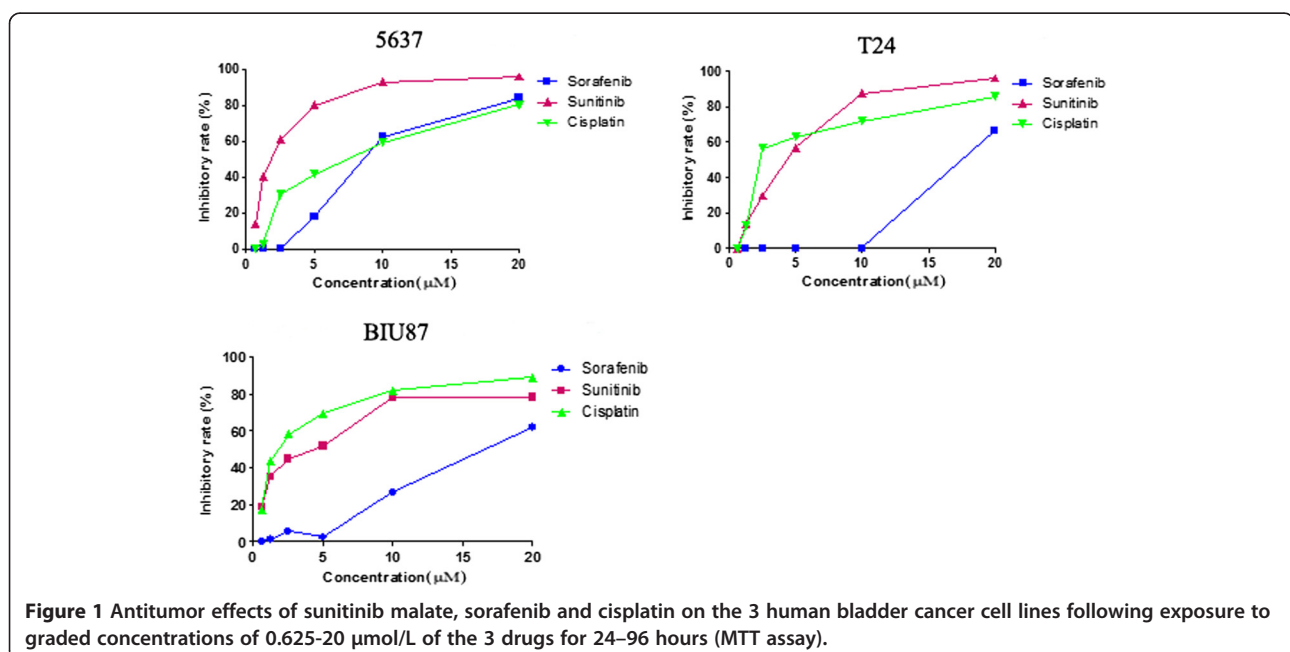 5637
100
80
60
40
20
0
Inhibitory rate (%)
0 5 10 15 20
Concentration(μM)
Sorafenib
Sunitinib
Cisplatin
T24
100
80
60
40
20
0
Inhibitory rate (%)
0 5 10 15 20
Concentration(μM)
Sorafenib
Sunitinib
Cisplatin
BIU87
100
80
60
40
20
0
Inhibitory rate (%)
0 5 10 15 20
Concentration(μM)
Sorafenib
Sunitinib
Cisplatin
Figure 1 Antitumor effects of sunitinib malate, sorafenib and cisplatin on the 3 human bladder cancer cell lines following exposure to
graded concentrations of 0.625-20 μmol/L of the 3 drugs for 24–96 hours (MTT assay).